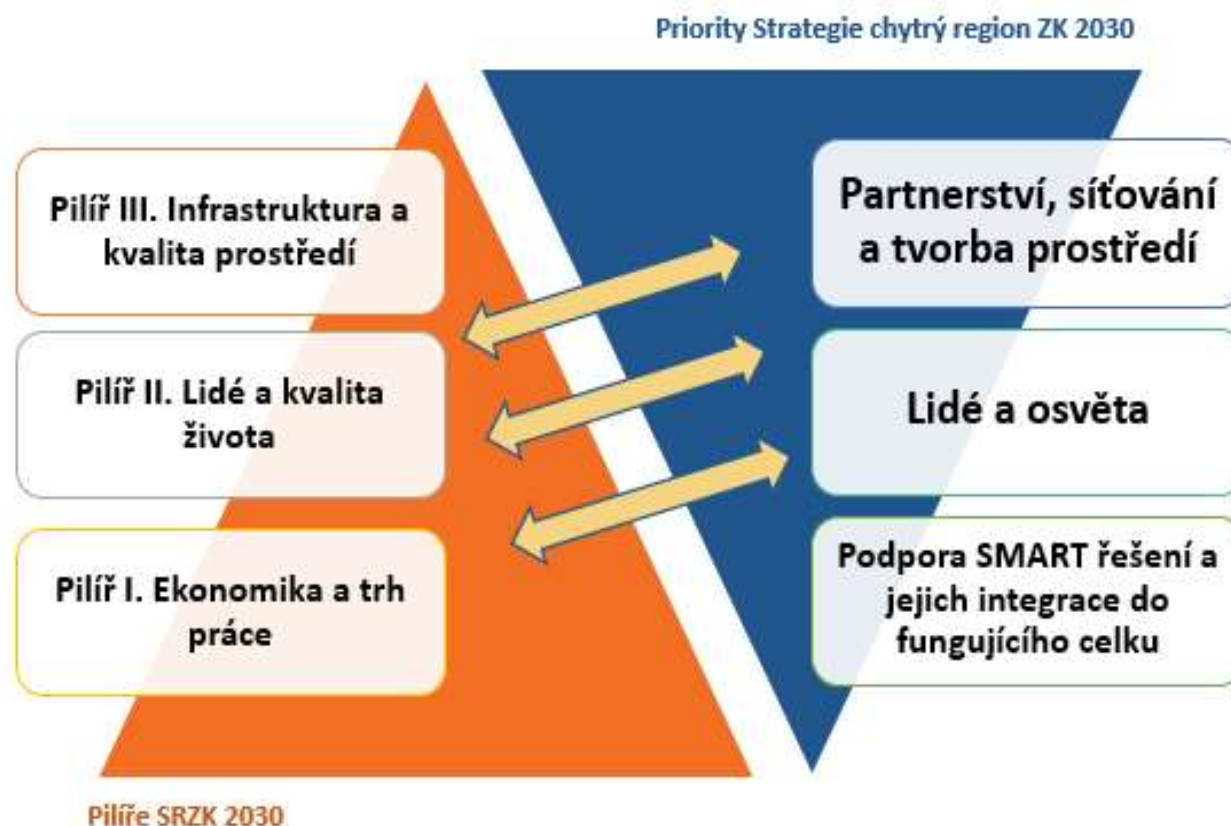 Priority Strategie chytrý region ZK 2030
Pilíř III. Infrastruktura a
kvalita prostředí
Pilíř II. Lidé a kvalita
života
Pilíř I. Ekonomika a trh
práce
Partnerství, síťování
a tvorba prostředí
Lidé a osvěta
Podpora SMART řešení a
jejich integrace do
fungujícího celku
Pilíře SRZK 2030